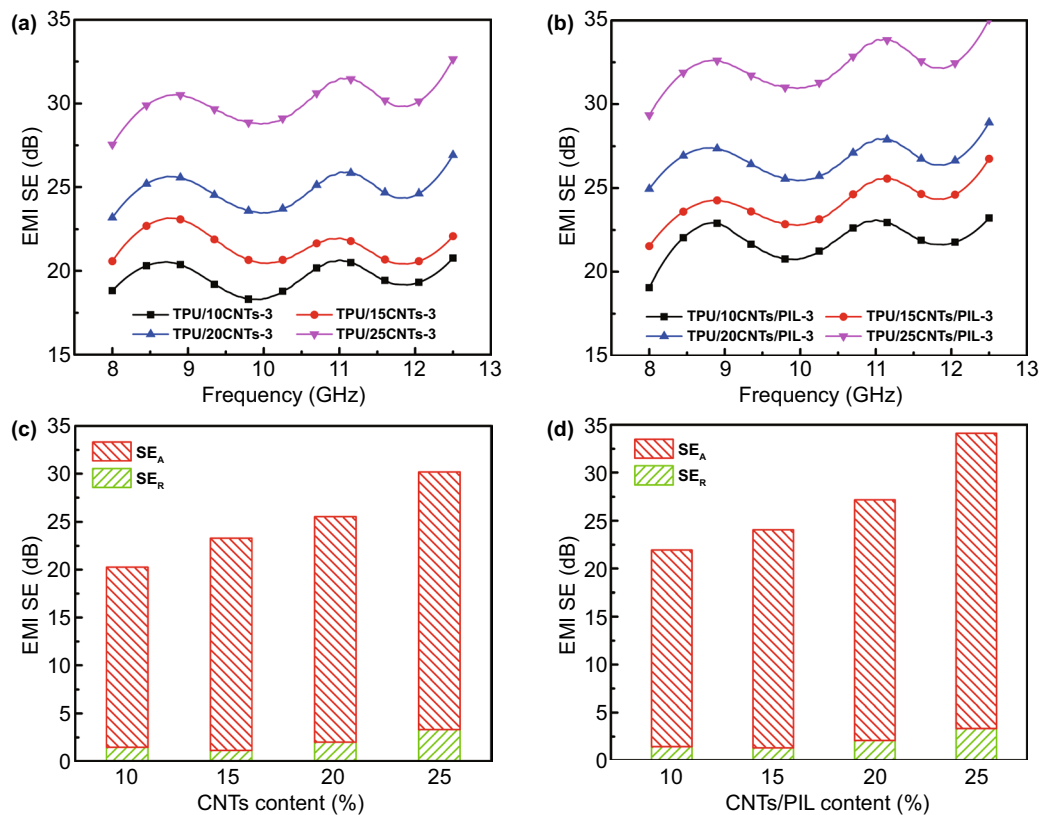 (a)
35
30
25
20
15
EMI SE (dB)
TPU/10CNTs-3
TPU/15CNTs-3
TPU/20CNTs-3
TPU/25CNTs-3
8 9 10 11 12 13
Frequency (GHz)
(b)
35
30
25
20
15
EMI SE (dB)
TPU/10CNTs/PIL-3
TPU/15CNTs/PIL-3
TPU/20CNTs/PIL-3
TPU/25CNTs/PIL-3
8 9 10 11 12 13
Frequency (GHz)
(c)
35
30
25
20
15
10
5
0
EMI SE (dB)
SE_A
SE_R
10 15 20 25
CNTs content (%)
(d)
35
30
25
20
15
10
5
0
EMI SE (dB)
SE_A
SE_R
10 15 20 25
CNTs/PIL content (%)